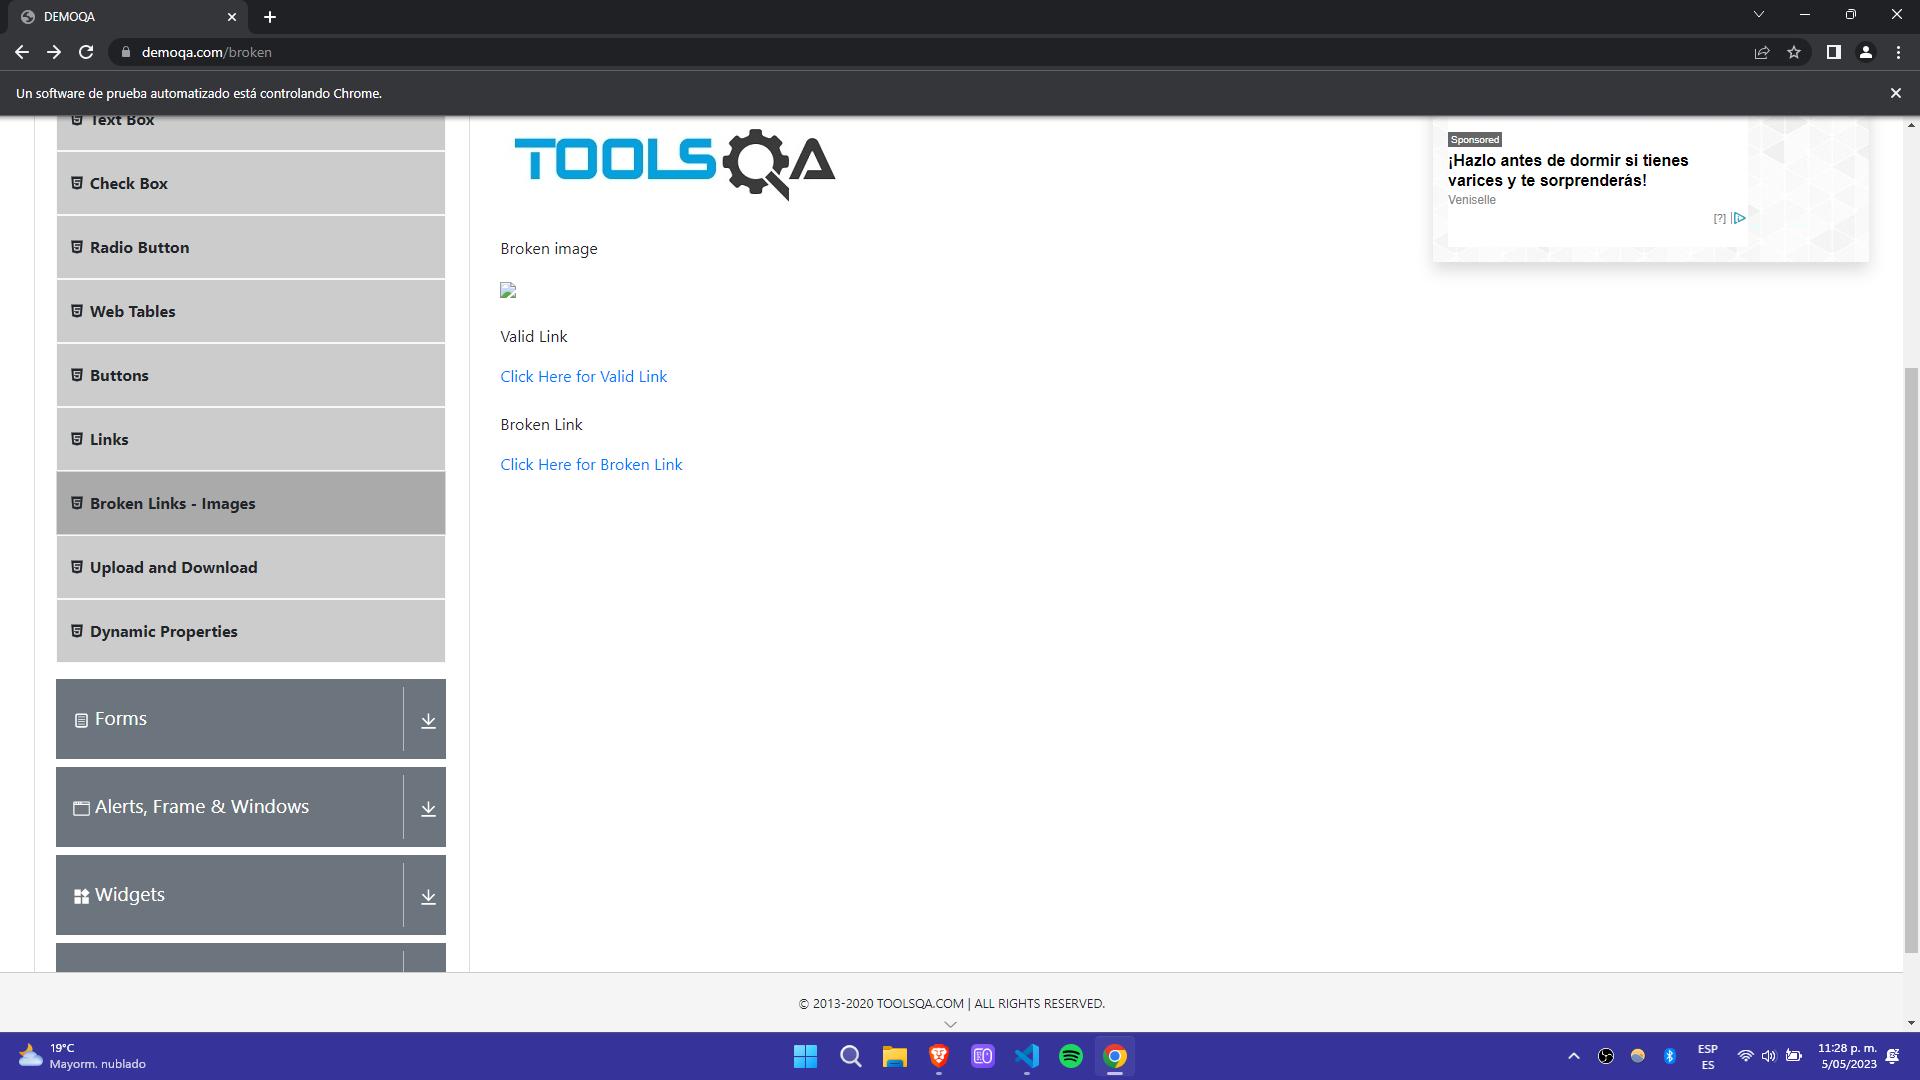 DEMOQA
demoqa.com/broken
Un software de prueba automatizado está controlando Chrome.
Text Box
Check Box
Radio Button
Web Tables
Buttons
Links
Broken Links - Images
Upload and Download
Dynamic Properties
Forms
Alerts, Frame & Windows
Widgets
TOOLSQA
Broken image
Valid Link
Click Here for Valid Link
Broken Link
Click Here for Broken Link
Sponsored
¡Hazlo antes de dormir si tienes
varices y te sorprenderás!
Veniselle
[?]
© 2013-2020 TOOLSQA.COM | ALL RIGHTS RESERVED.
19°C
Mayorm. nublado
ESP
ES
11:28 p. m.
5/05/2023